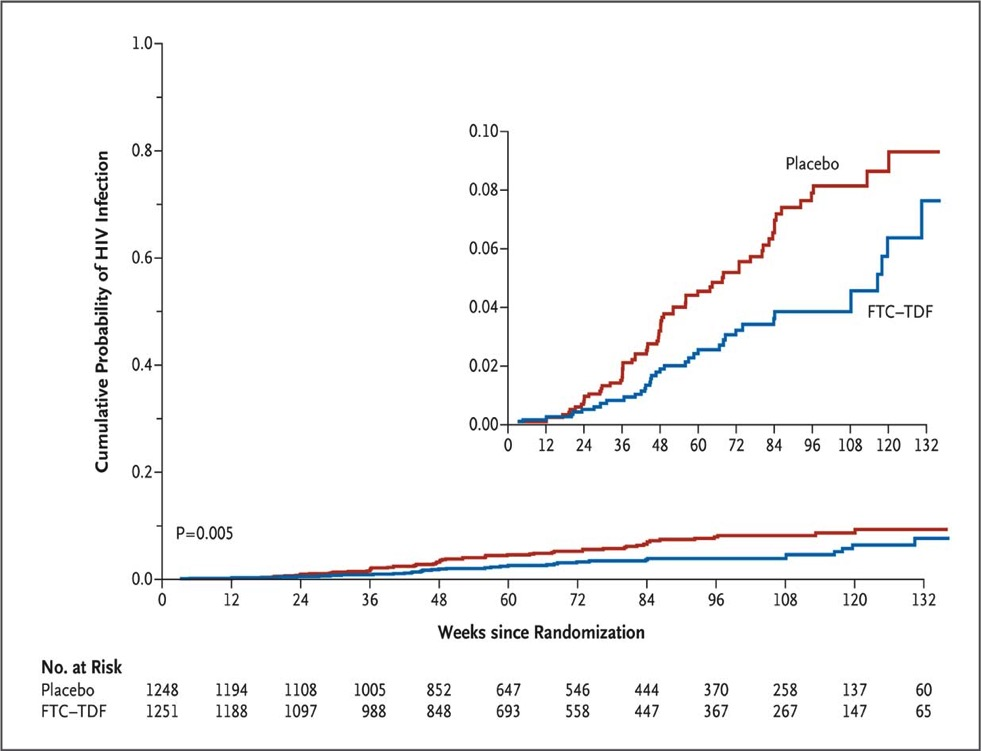 1.0
0.8
0.6
0.4
0.2
0.0
Cumulative Probability of HIV Infection
P=0.005
0.10
0.08
0.06
0.04
0.02
0.00
Placebo
FTC–TDF
0 12 24 36 48 60 72 84 96 108 120 132
0 12 24 36 48 60 72 84 96 108 120 132
Weeks since Randomization
No. at Risk
Placebo 1248 1194 1108 1005 852 647 546 444 370 258 137 60
FTC–TDF 1251 1188 1097 988 848 693 558 447 367 267 147 65